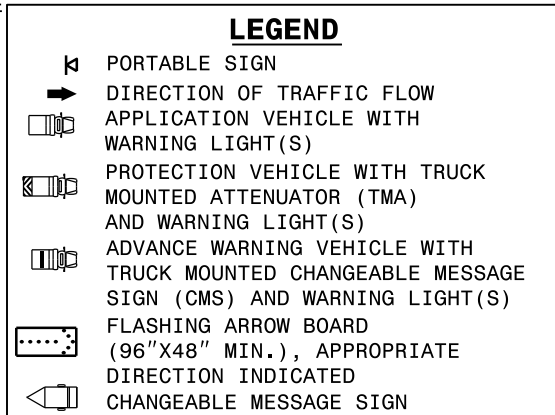 LEGEND
PORTABLE SIGN
DIRECTION OF TRAFFIC FLOW
APPLICATION VEHICLE WITH
WARNING LIGHT(S)
PROTECTION VEHICLE WITH TRUCK
MOUNTED ATTENUATOR (TMA)
AND WARNING LIGHT(S)
ADVANCE WARNING VEHICLE WITH
TRUCK MOUNTED CHANGEABLE MESSAGE
SIGN (CMS) AND WARNING LIGHT(S)
FLASHING ARROW BOARD
(96"X48" MIN.), APPROPRIATE
DIRECTION INDICATED
CHANGEABLE MESSAGE SIGN